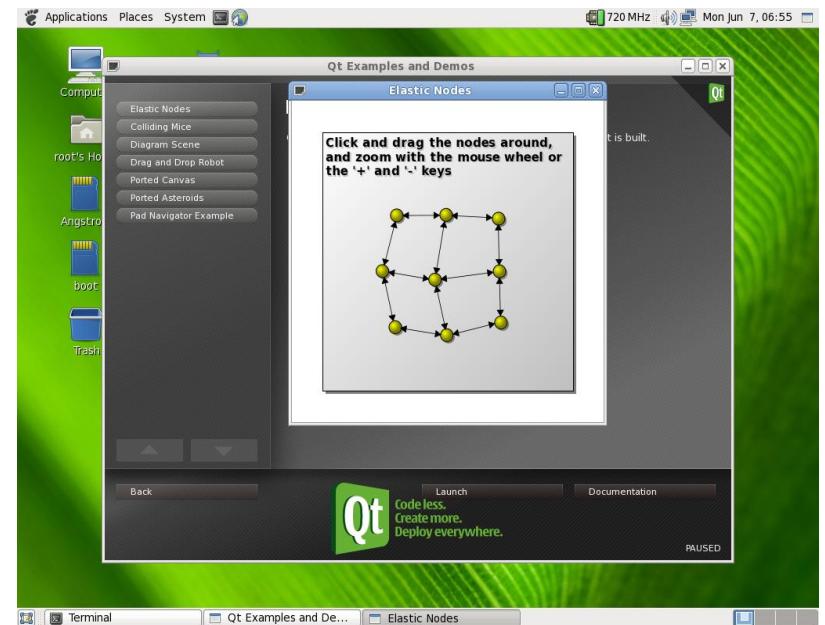 Applications Places System 720 MHz Mon Jun 7, 06:55
Qt Examples and Demos
Elastic Nodes
Qt
Elastic Nodes
Colliding Mice
Diagram Scene
Drag and Drop Robot
Ported Canvas
Ported Asteroids
Pad Navigator Example
t is built.
Click and drag the nodes around,
and zoom with the mouse wheel or
the '+' and '-' keys
Comput
root's Ho
Angstro
boot
Trash
Back
Launch
Documentation
Qt
Code less.
Create more.
Deploy everywhere.
PAUSED
Terminal
Qt Examples and De...
Elastic Nodes